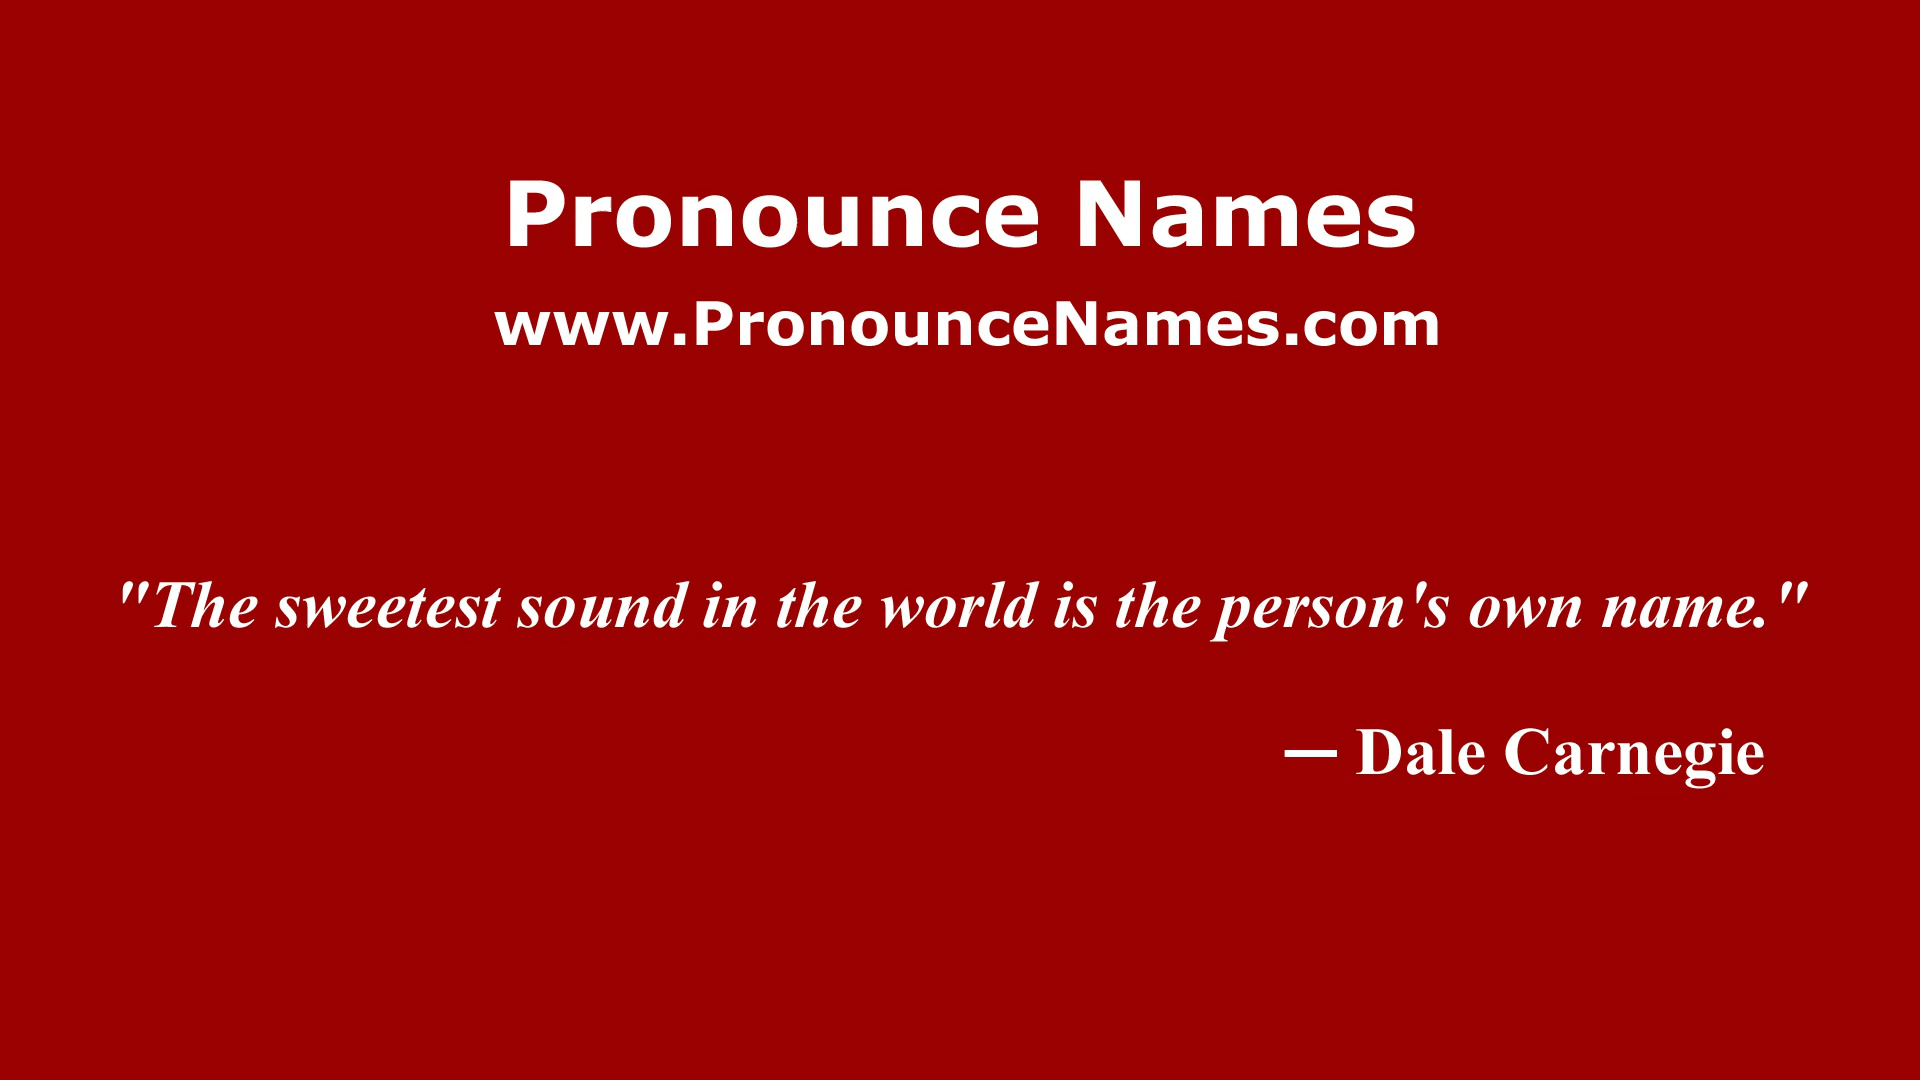 Pronounce Names
www.PronounceNames.com
"The sweetest sound in the world is the person's own name."
— Dale Carnegie